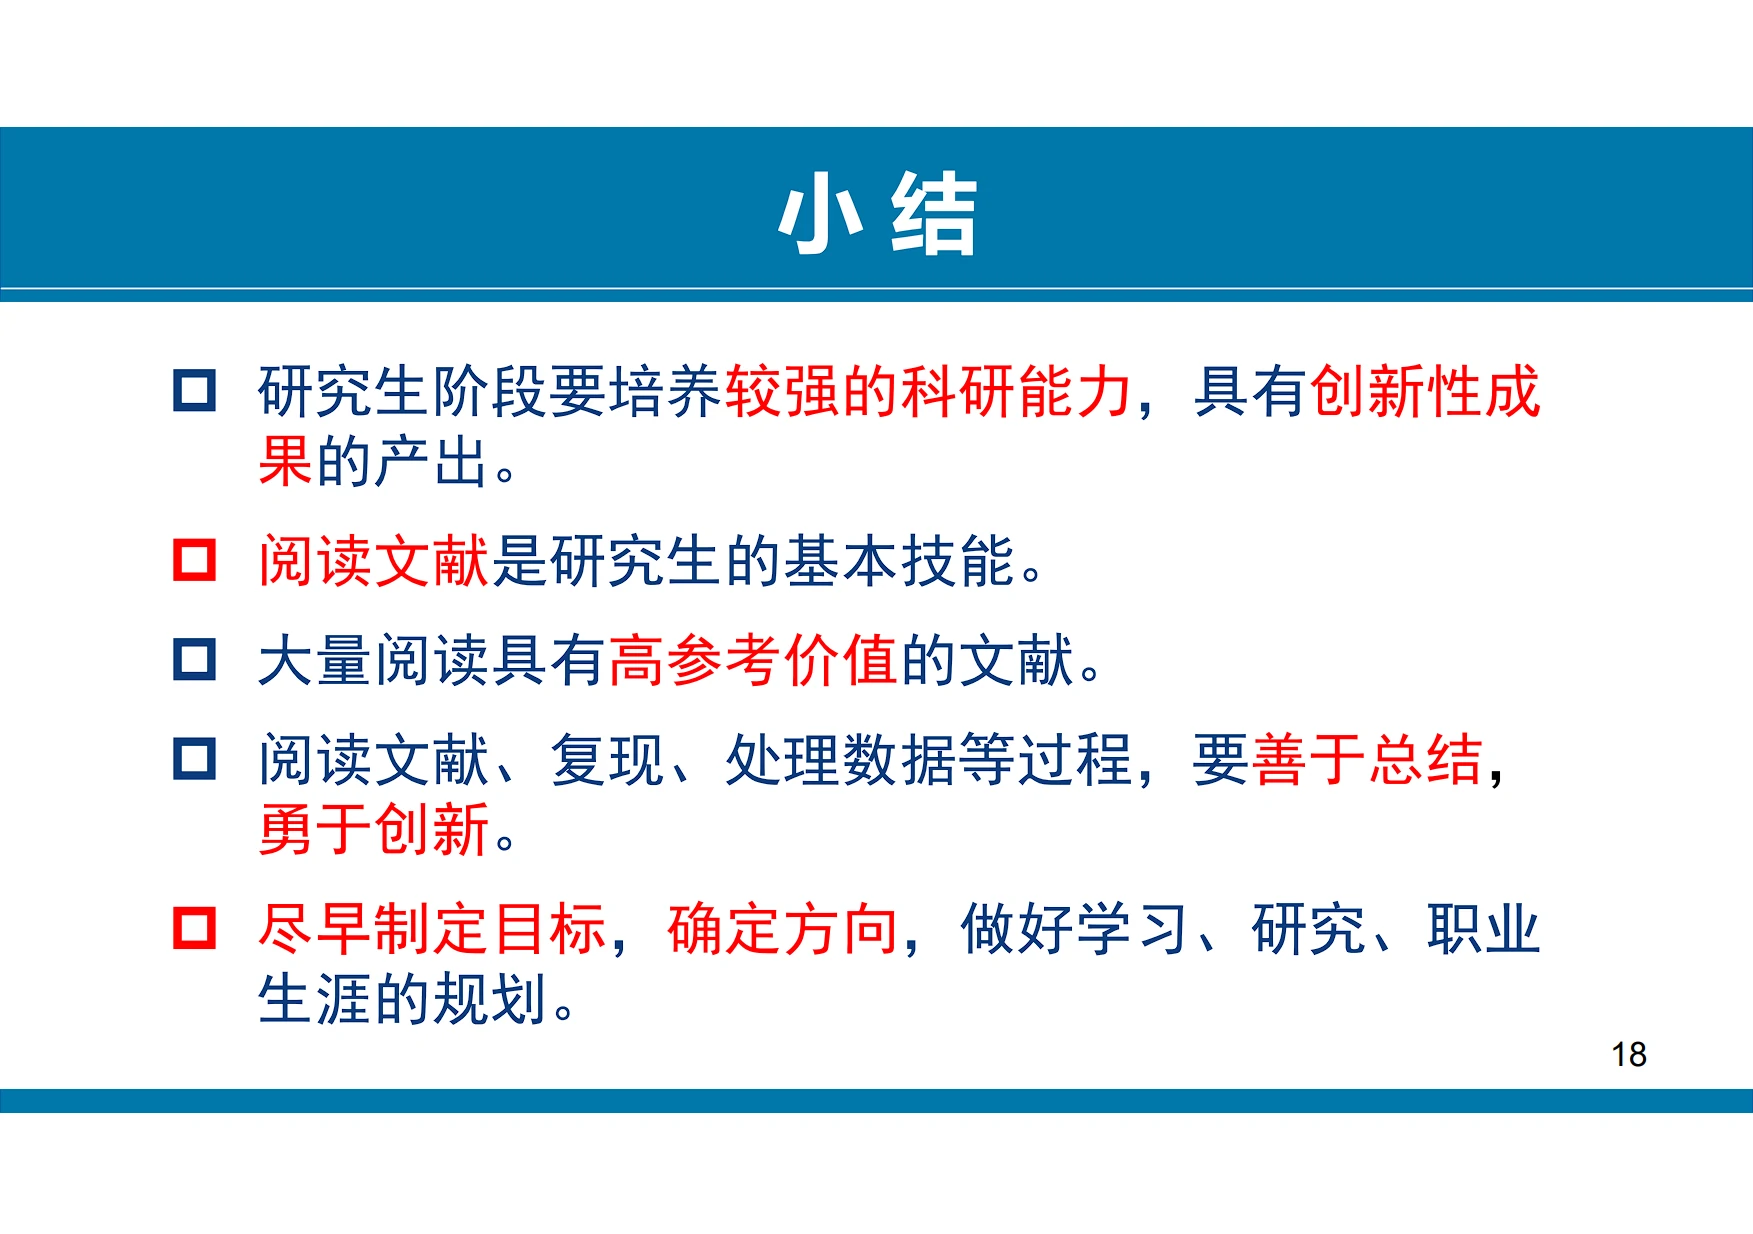 小结
研究生阶段要培养较强的科研能力，具有创新性成
果的产出。
阅读文献是研究生的基本技能。
大量阅读具有高参考价值的文献。
阅读文献、复现、处理数据等过程，要善于总结，
勇于创新。
尽早制定目标，确定方向，做好学习、研究、职业
生涯的规划。
18